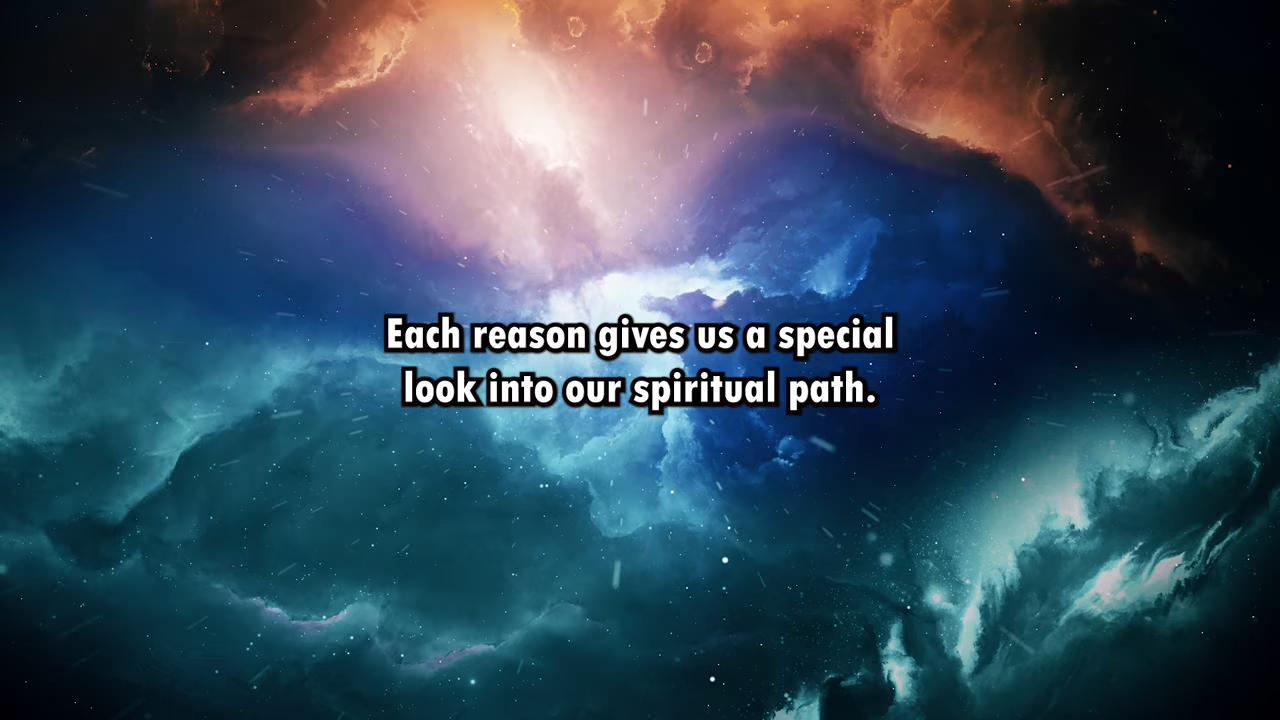 Each reason gives us a special
look into our spiritual path.